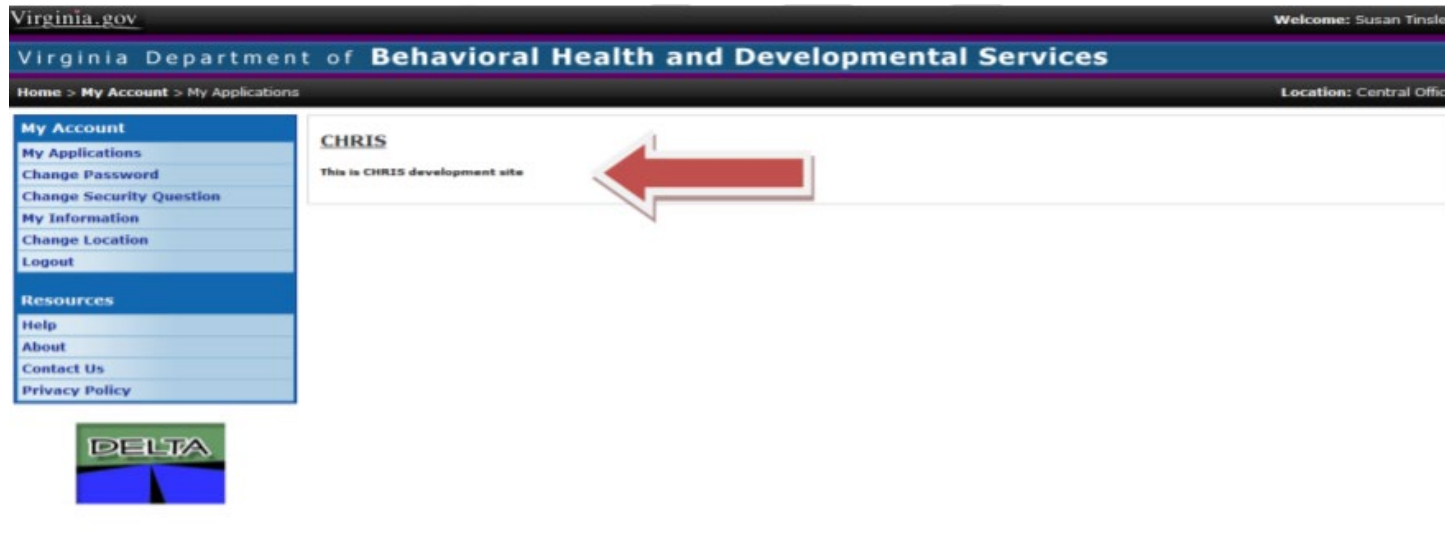 Virginia.gov
Welcome: Susan Tinsle
Virginia Department of Behavioral Health and Developmental Services
Home > My Account > My Applications
Location: Central Offic
My Account
My Applications
Change Password
Change Security Question
My Information
Change Location
Logout
Resources
Help
About
Contact Us
Privacy Policy
DELTA
CHRIS
This is CHRIS development site